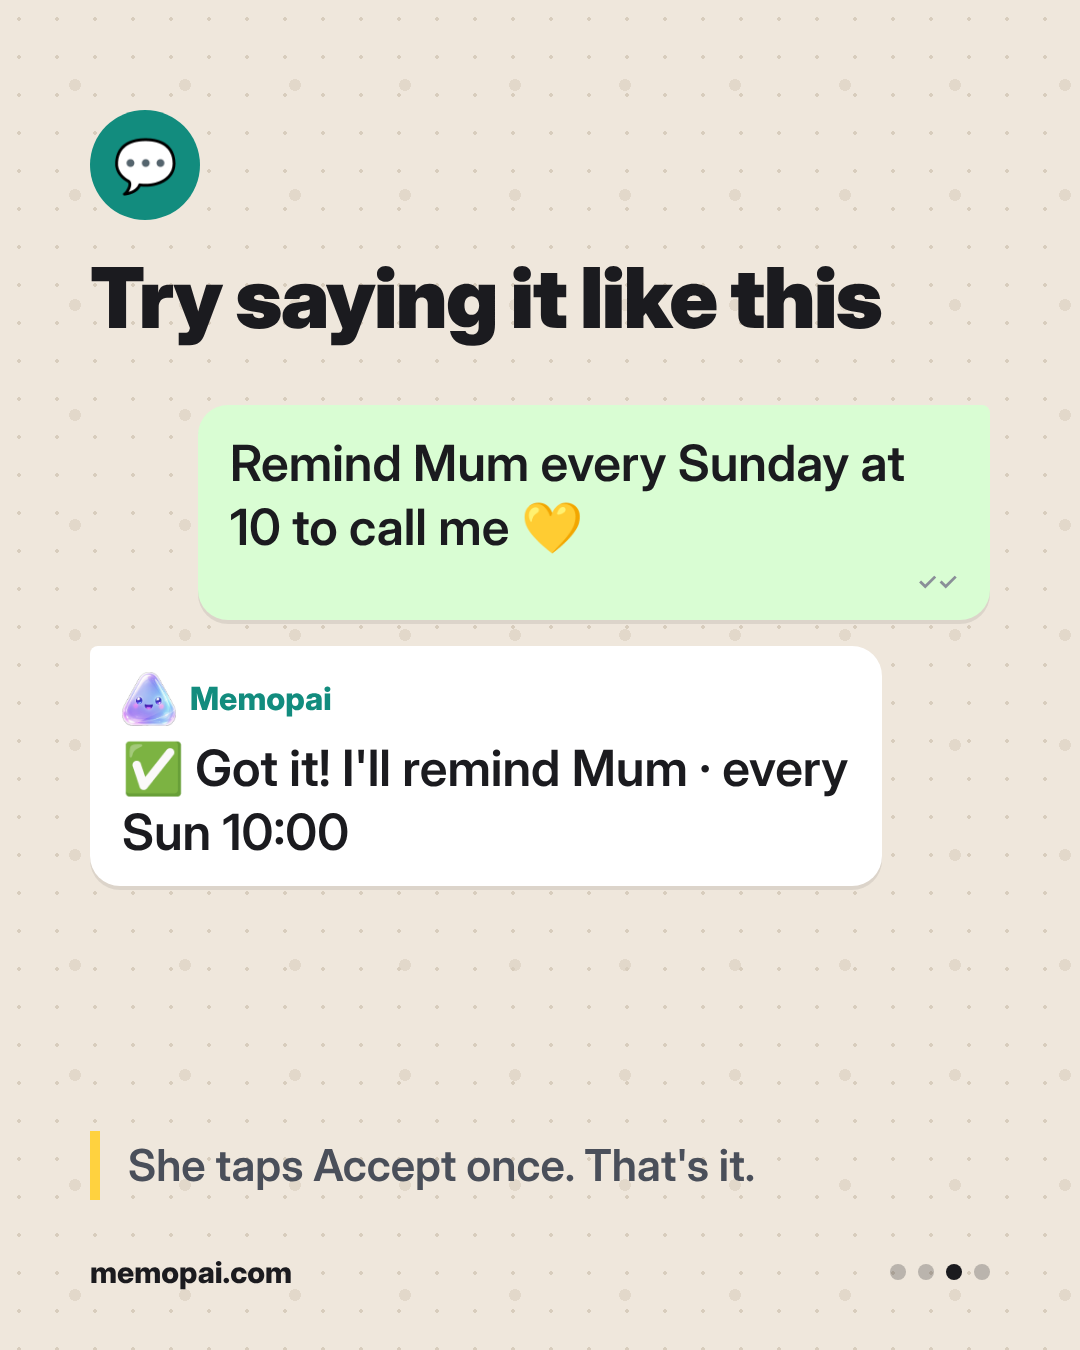 Try saying it like this
Remind Mum every Sunday at
10 to call me 💛
Memopai
✅ Got it! I'll remind Mum · every
Sun 10:00
She taps Accept once. That's it.
memopai.com